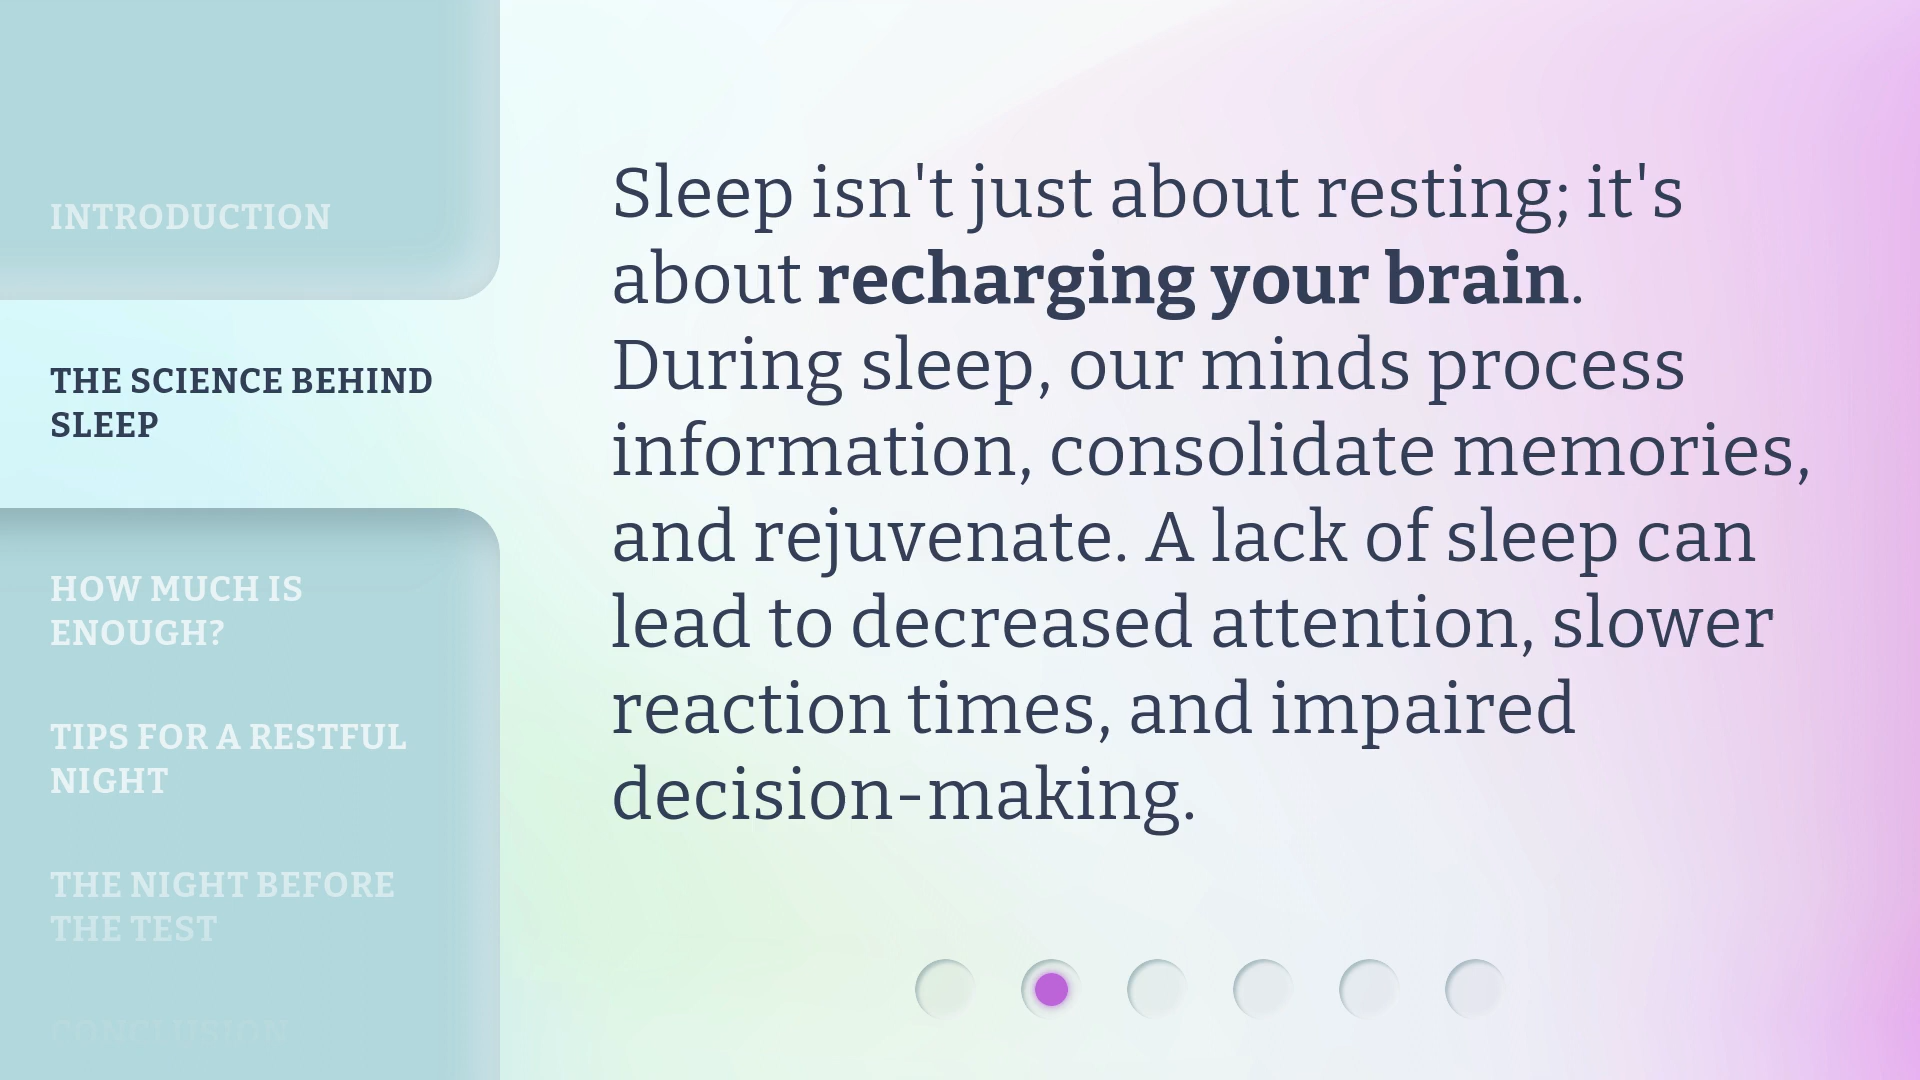 INTRODUCTION
THE SCIENCE BEHIND
SLEEP
HOW MUCH IS
ENOUGH?
TIPS FOR A RESTFUL
NIGHT
THE NIGHT BEFORE
THE TEST
CONCLUSION
Sleep isn't just about resting; it's
about recharging your brain.
During sleep, our minds process
information, consolidate memories,
and rejuvenate. A lack of sleep can
lead to decreased attention, slower
reaction times, and impaired
decision-making.